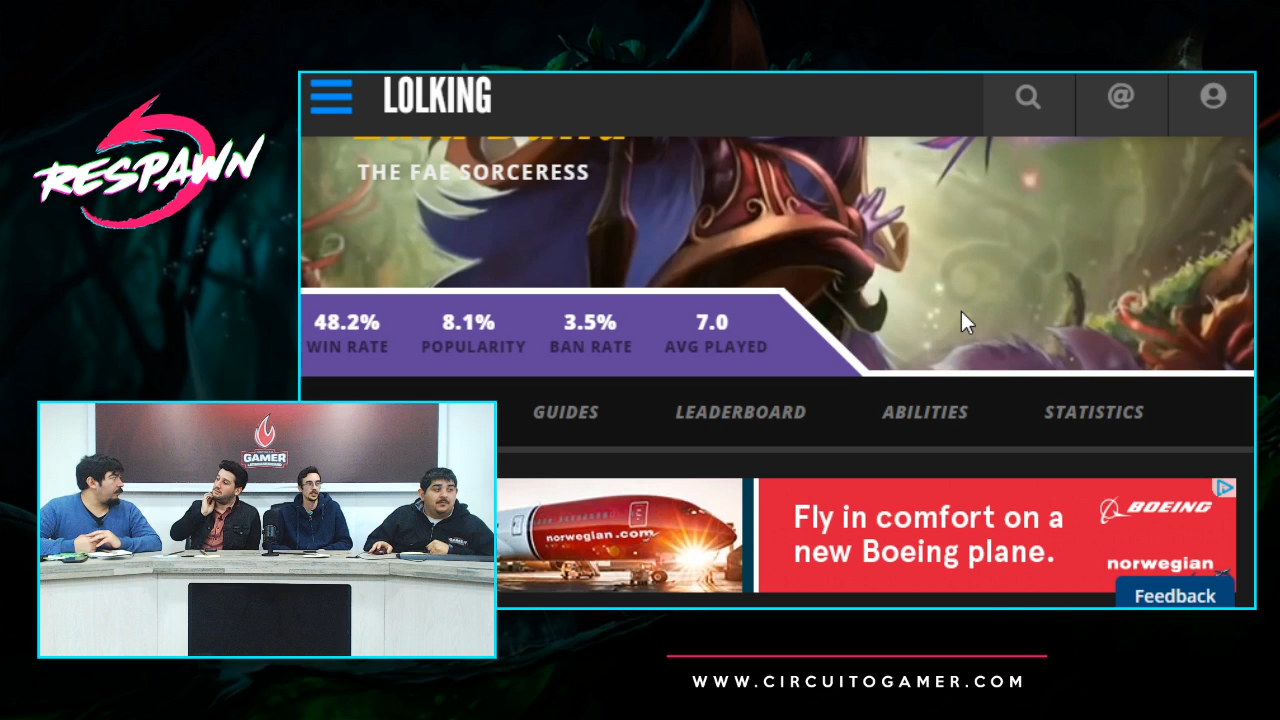 RESPAWN
LOLKING
@
THE FAE SORCERESS
48.2% 8.1% 3.5% 7.0
WIN RATE POPULARITY BAN RATE AVG PLAYED
GUIDES LEADERBOARD ABILITIES STATISTICS
GAMER
norwegian.com
Fly in comfort on a
new Boeing plane.
BOEING
norwegian
Feedback
WWW.CIRCUITOGAMER.COM